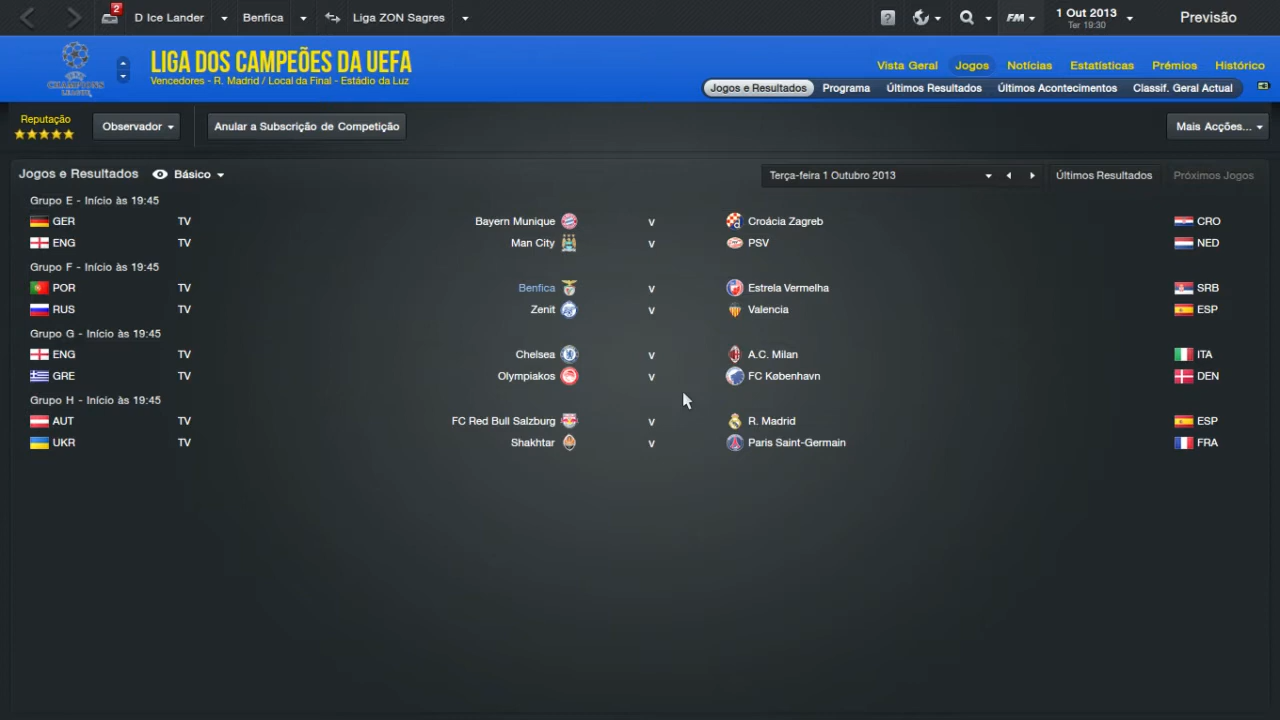 2
D Ice Lander Benfica Liga ZON Sagres FM 1 Out 2013 Previsão
Ter 19:30
LIGA DOS CAMPEÕES DA UEFA
Vencedores - R. Madrid / Local da Final - Estádio da Luz
CHAMPIONS LEAGUE
Vista Geral Jogos Notícias Estatísticas Prémios Histórico
Jogos e Resultados Programa Últimos Resultados Últimos Acontecimentos Classif. Geral Actual
Reputação
Observador Anular a Subscrição de Competição Mais Acções...
Jogos e Resultados Básico Terça-feira 1 Outubro 2013 Últimos Resultados Próximos Jogos
Grupo E - Início às 19:45
GER TV Bayern Munique v Croácia Zagreb CRO
ENG TV Man City v PSV NED
Grupo F - Início às 19:45
POR TV Benfica v Estrela Vermelha SRB
RUS TV Zenit v Valencia ESP
Grupo G - Início às 19:45
ENG TV Chelsea v A.C. Milan ITA
GRE TV Olympiakos v FC København DEN
Grupo H - Início às 19:45
AUT TV FC Red Bull Salzburg v R. Madrid ESP
UKR TV Shakhtar v Paris Saint-Germain FRA